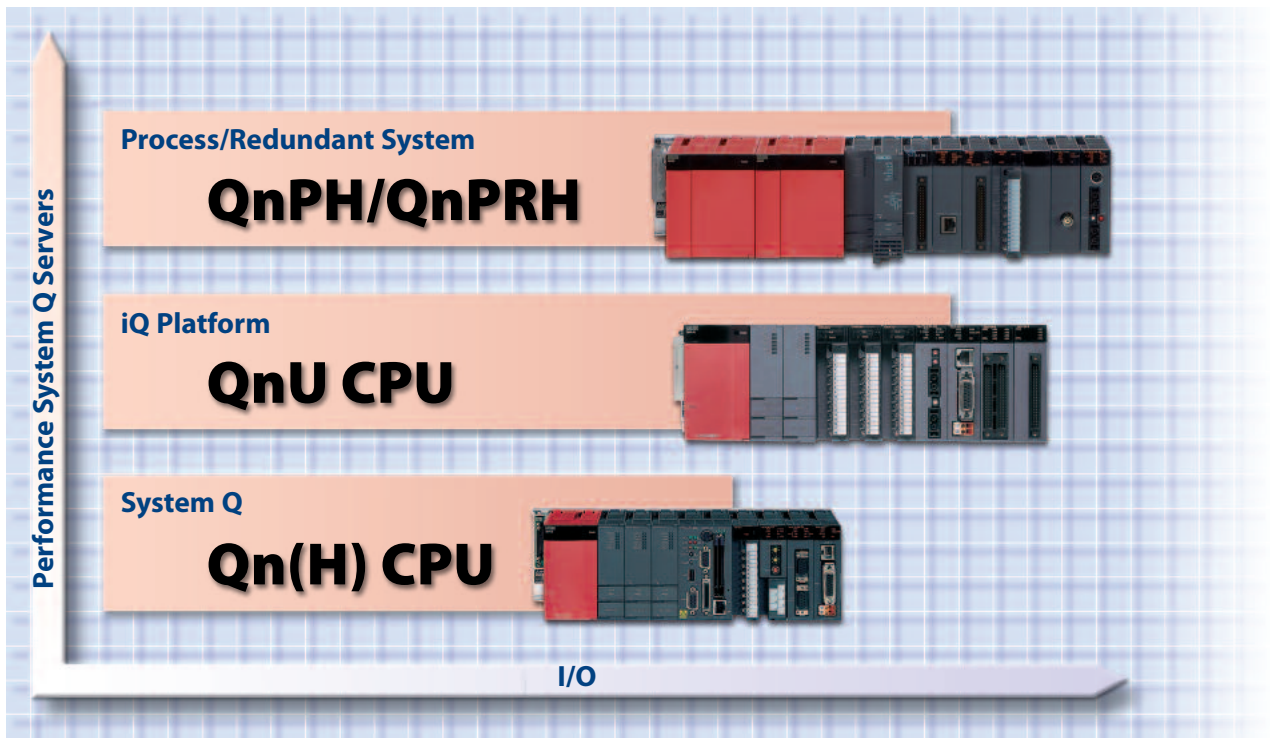 Performance System Q Servers
Process/Redundant System
QnPH/QnPRH
iQ Platform
QnU CPU
System Q
Qn(H) CPU
I/O